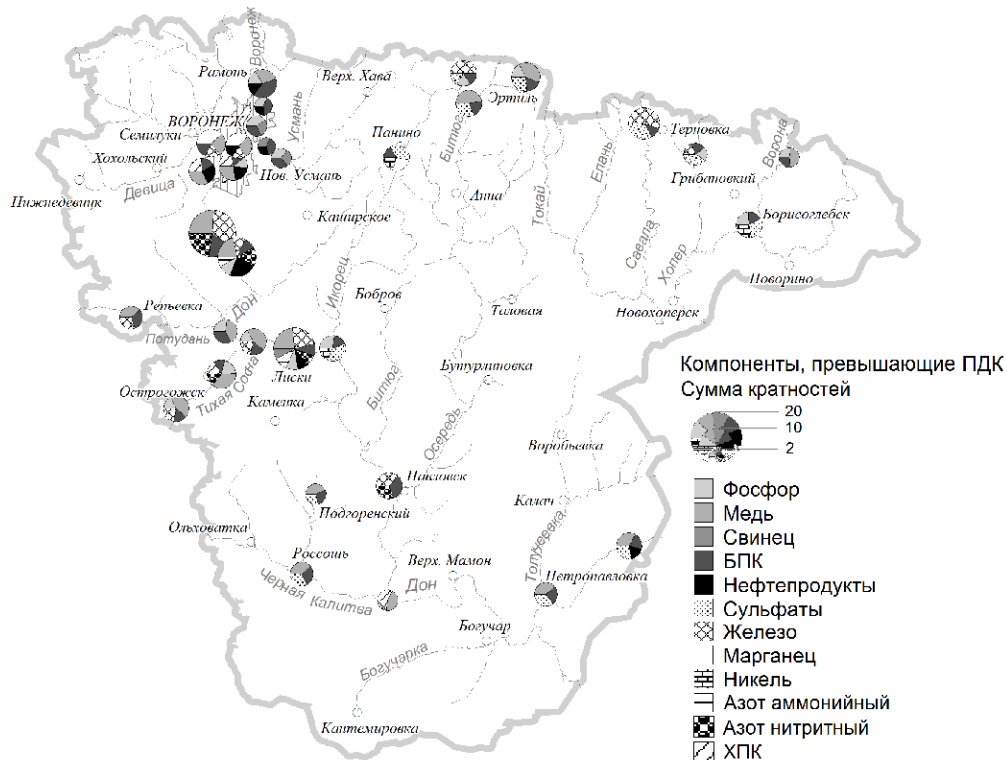 Воронеж
Рамонь
Верх. Хава
Эртиль
ВОРОНЕЖ
Усмань
Семилуки
Панино
Битюг
Терновка
Ворона
Хохольский
Нов. Усмань
Елань
Грибановкий
Девица
Нижнедевицк
Анна
Токай
Каширское
Савала
Борисоглебск
Хопер
Поворино
Икорец
Репьевка
Дон
Бобров
Таловая
Новохоперск
Потудань
Лиски
Тихая Сосна
Острогожск
Битюг
Бутурлиновка
Каменка
Осередь
Воробьевка
Павловск
Подгоренский
Калач
Ольховатка
Толучеевка
Россошь
Верх. Мамон
Петропавловка
Черная Калитва
Дон
Богучар
Богучарка
Кантемировка
Компоненты, превышающие ПДК
Сумма кратностей
20
10
2
Фосфор
Медь
Свинец
БПК
Нефтепродукты
Сульфаты
Железо
Марганец
Никель
Азот аммонийный
Азот нитритный
ХПК